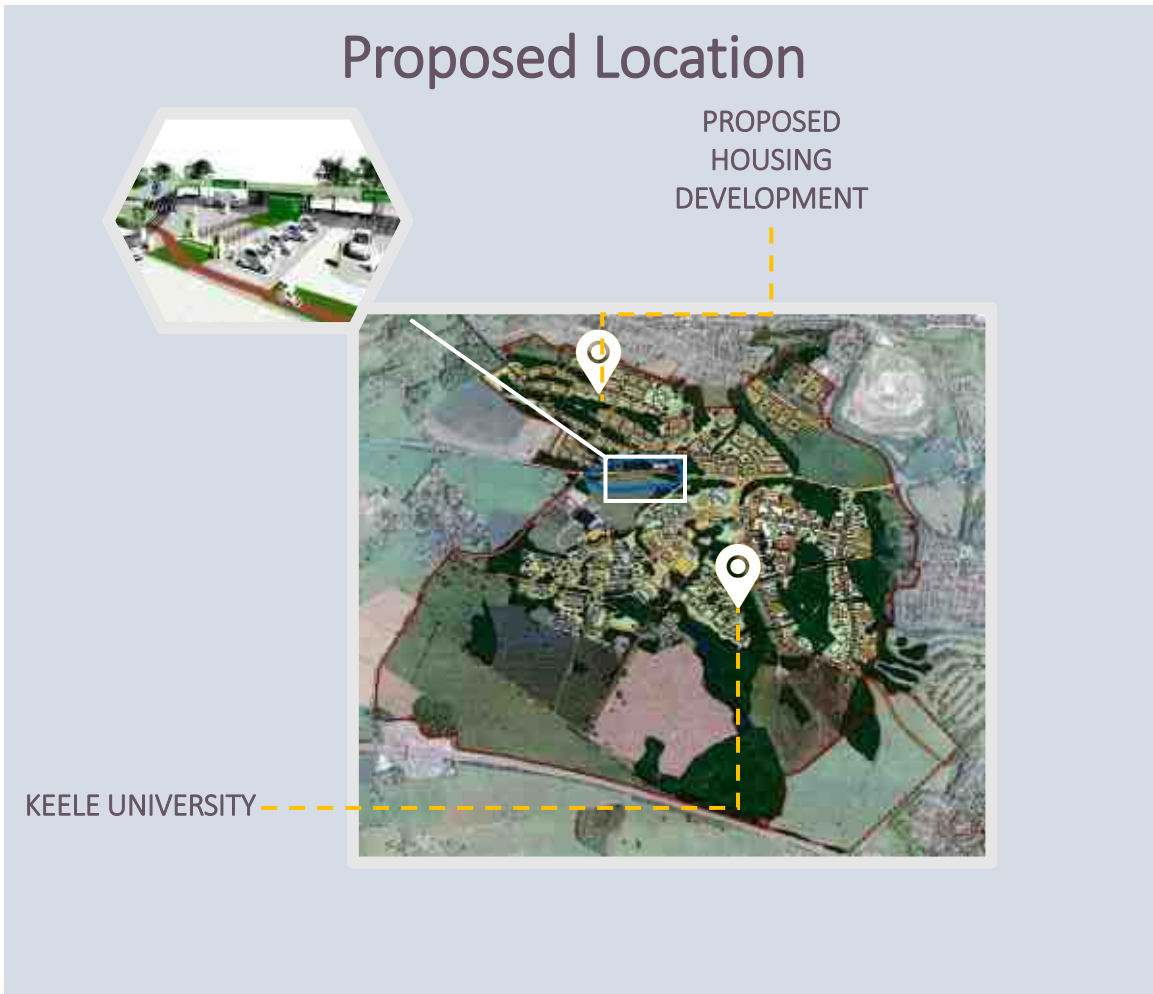 Proposed Location
PROPOSED
HOUSING
DEVELOPMENT
KEELE UNIVERSITY